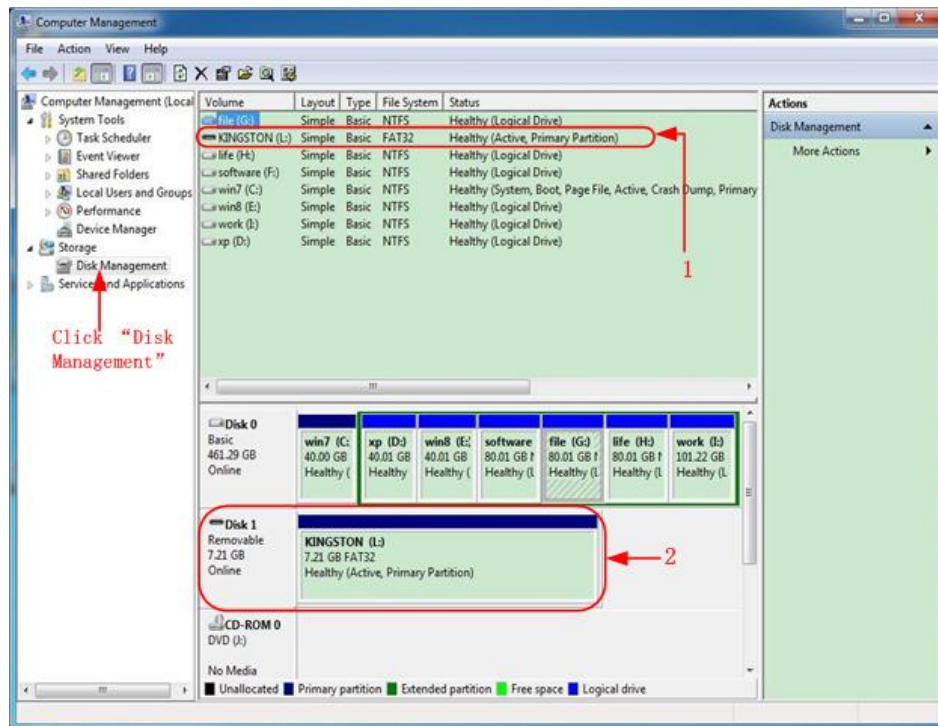 Computer Management
File Action View Help
Computer Management (Local
System Tools
Task Scheduler
Event Viewer
Shared Folders
Local Users and Groups
Performance
Device Manager
Storage
Disk Management
Services and Applications
Click “Disk
Management”
Volume Layout Type File System Status
file (G:) Simple Basic NTFS Healthy (Logical Drive)
KINGSTON (L:) Simple Basic FAT32 Healthy (Active, Primary Partition)
life (H:) Simple Basic NTFS Healthy (Logical Drive)
software (F:) Simple Basic NTFS Healthy (Logical Drive)
win7 (C:) Simple Basic NTFS Healthy (System, Boot, Page File, Active, Crash Dump, Primary
win8 (E:) Simple Basic NTFS Healthy (Logical Drive)
work (I:) Simple Basic NTFS Healthy (Logical Drive)
xp (D:) Simple Basic NTFS Healthy (Logical Drive)
1
Actions
Disk Management
More Actions
Disk 0
Basic
461.29 GB
Online
win7 (C: xp (D:) win8 (E: software file (G:) life (H:) work (I:)
40.00 GB 40.01 GB 40.01 GB 80.01 GB 80.01 GB 80.01 GB 101.22 GB
Healthy ( Healthy Healthy ( Healthy (L Healthy (L Healthy (L Healthy (L
Disk 1
Removable
7.21 GB
Online
KINGSTON (L:)
7.21 GB FAT32
Healthy (Active, Primary Partition)
2
CD-ROM 0
DVD (J:)
No Media
Unallocated Primary partition Extended partition Free space Logical drive